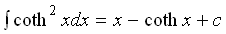 ∫ coth² xdx = x − coth x + c